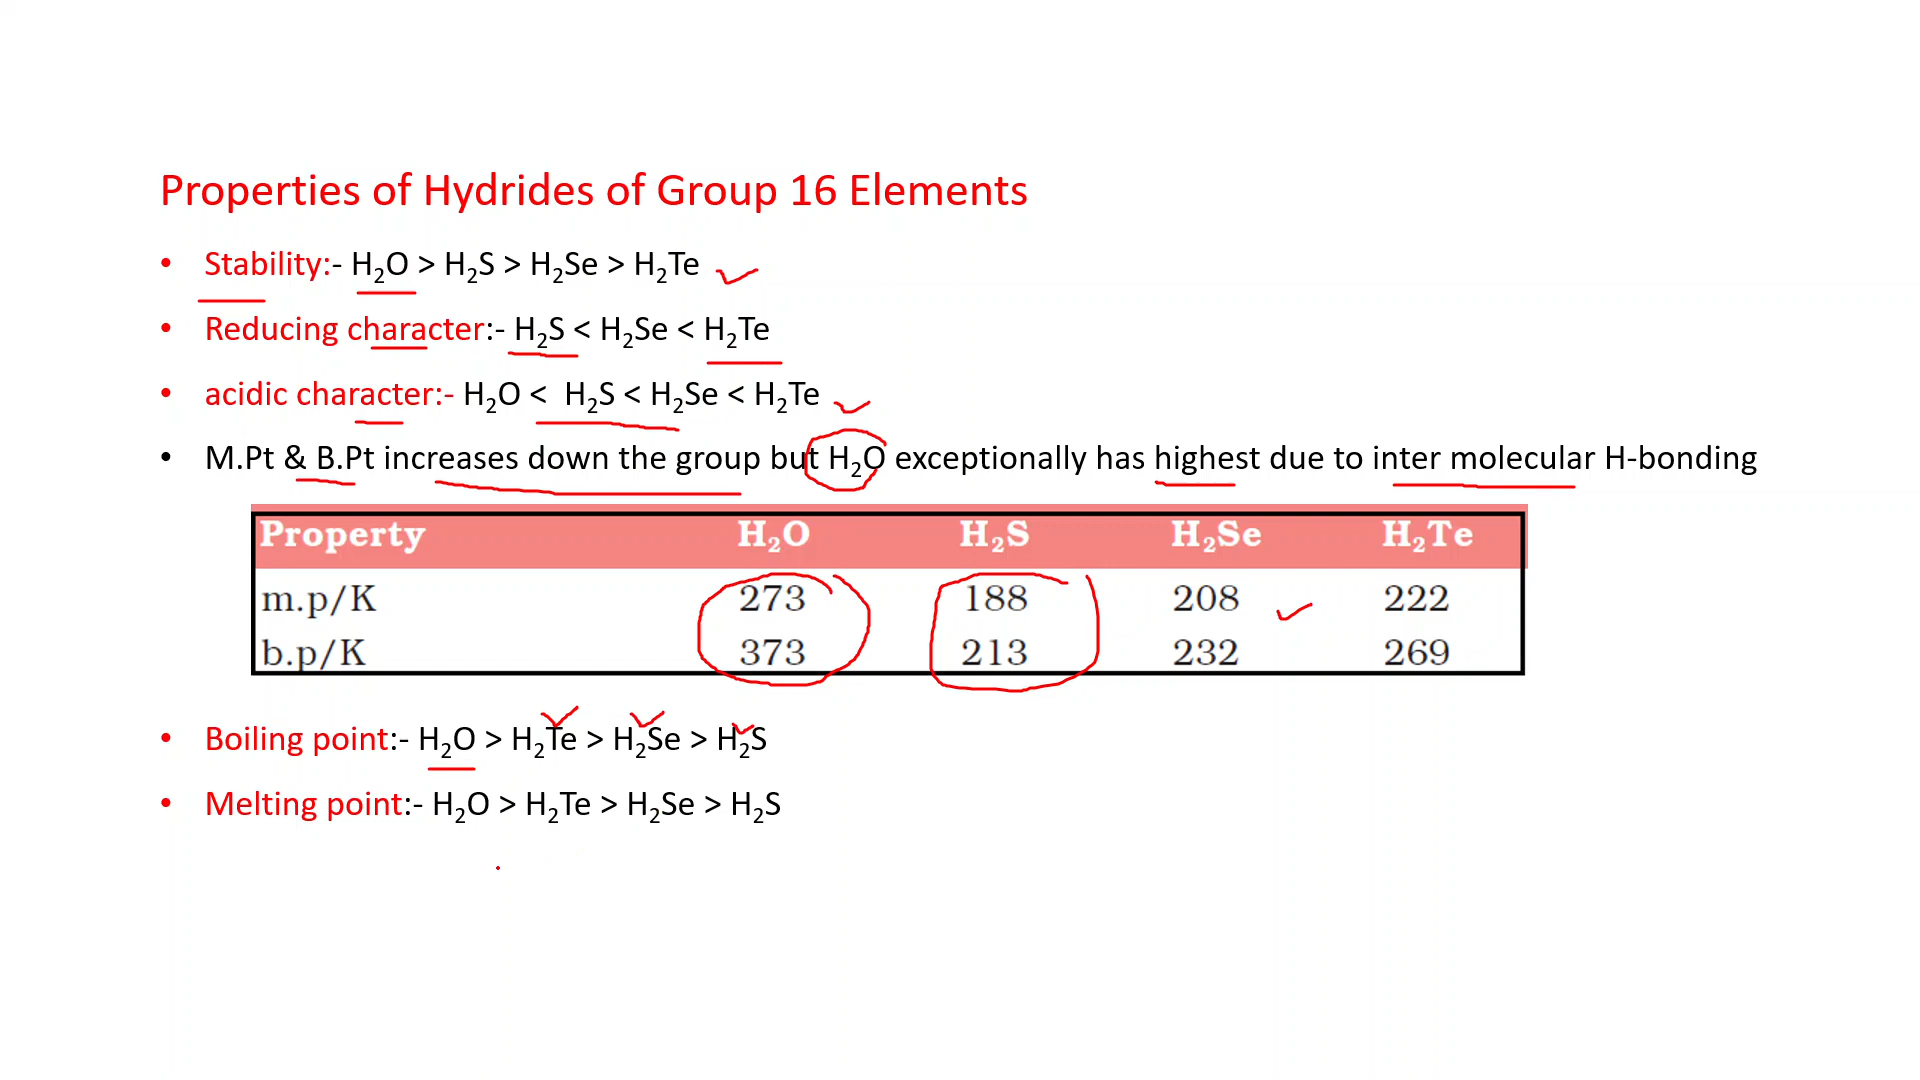 Properties of Hydrides of Group 16 Elements
• Stability:- H₂O > H₂S > H₂Se > H₂Te
• Reducing character:- H₂S < H₂Se < H₂Te
• acidic character:- H₂O < H₂S < H₂Se < H₂Te
• M.Pt & B.Pt increases down the group but H₂O exceptionally has highest due to inter molecular H-bonding
Property H₂O H₂S H₂Se H₂Te
m.p/K 273 188 208 222
b.p/K 373 213 232 269
• Boiling point:- H₂O > H₂Te > H₂Se > H₂S
• Melting point:- H₂O > H₂Te > H₂Se > H₂S